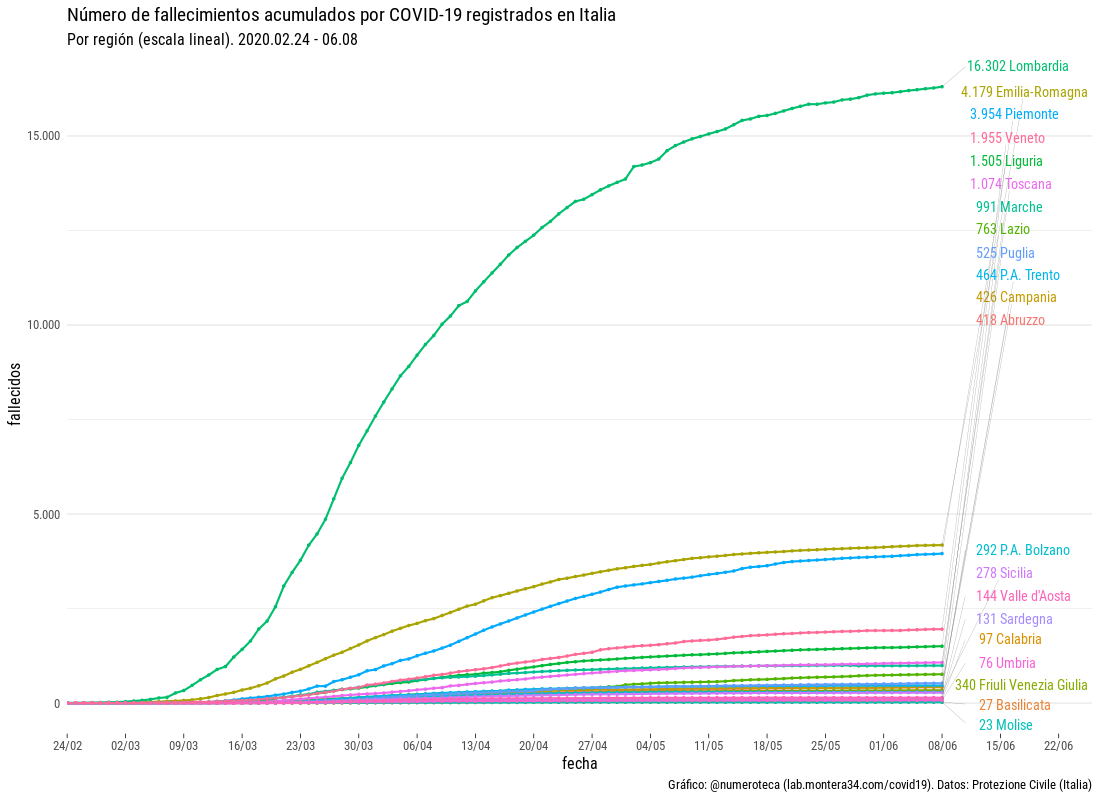 Número de fallecimientos acumulados por COVID-19 registrados en Italia
Por región (escala lineal). 2020.02.24 - 06.08
16.302 Lombardia
4.179 Emilia-Romagna
3.954 Piemonte
1.955 Veneto
1.505 Liguria
1.074 Toscana
991 Marche
763 Lazio
525 Puglia
464 P.A. Trento
426 Campania
418 Abruzzo
292 P.A. Bolzano
278 Sicilia
144 Valle d'Aosta
131 Sardegna
97 Calabria
76 Umbria
340 Friuli Venezia Giulia
27 Basilicata
23 Molise
15.000
10.000
5.000
0
fallecidos
24/02 02/03 09/03 16/03 23/03 30/03 06/04 13/04 20/04 27/04 04/05 11/05 18/05 25/05 01/06 08/06 15/06 22/06
fecha
Gráfico: @numeroteca (lab.montera34.com/covid19). Datos: Protezione Civile (Italia)